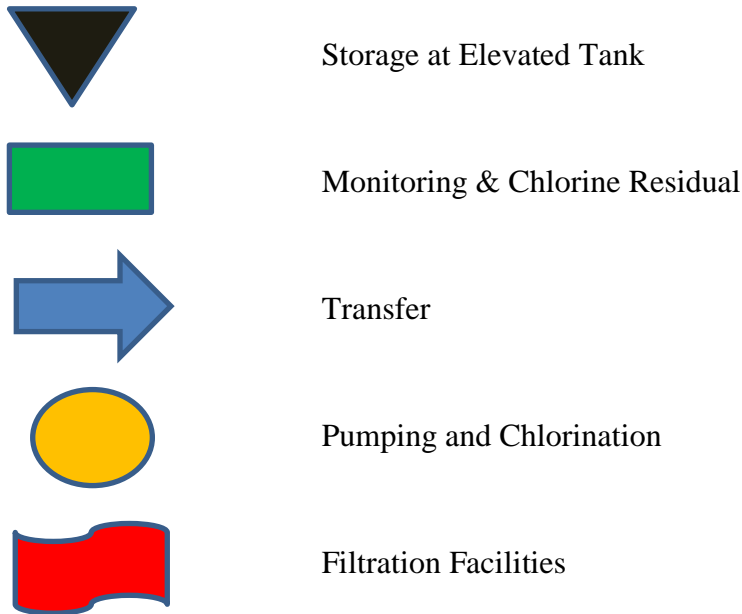 Storage at Elevated Tank
Monitoring & Chlorine Residual
Transfer
Pumping and Chlorination
Filtration Facilities